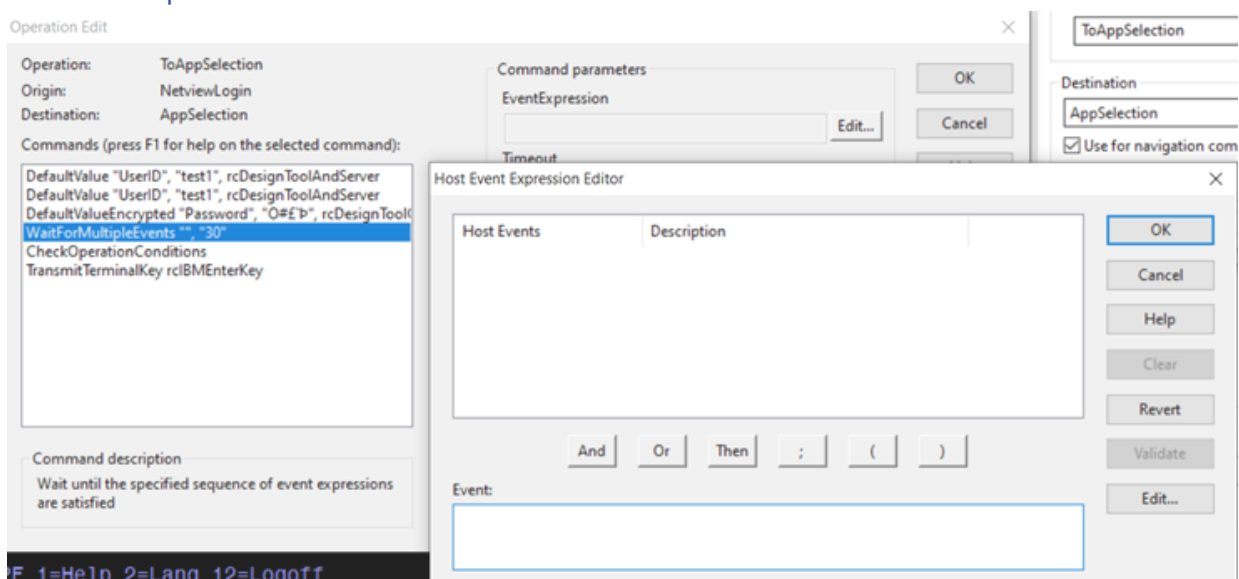 Operation Edit
Operation: ToAppSelection
Origin: NetviewLogin
Destination: AppSelection
Commands (press F1 for help on the selected command):
DefaultValue "UserID", "test1", rcDesignToolAndServer
DefaultValue "UserID", "test1", rcDesignToolAndServer
DefaultValueEncrypted "Password", "O#£'Þ", rcDesignTool
WaitForMultipleEvents "", "30"
CheckOperationConditions
TransmitTerminalKey rcIBMEnterKey
Command description
Wait until the specified sequence of event expressions
are satisfied
Command parameters
EventExpression
Edit...
Timeout
OK
Cancel
ToAppSelection
Destination
AppSelection
Use for navigation com
Host Event Expression Editor
Host Events Description
And Or Then ; ( )
Event:
OK
Cancel
Help
Clear
Revert
Validate
Edit...
PF 1=Help 2=Lang 12=Logoff